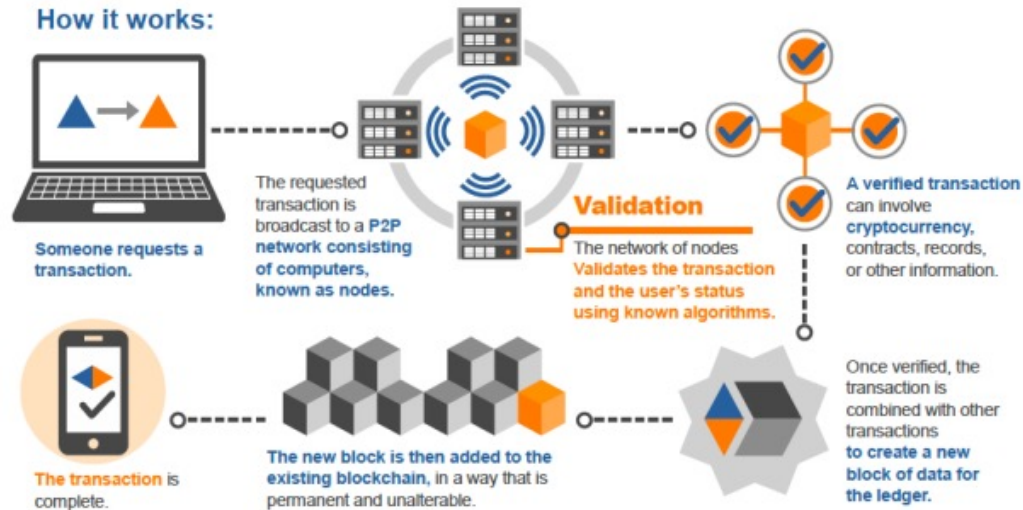 How it works:
Someone requests a
transaction.
The requested
transaction is
broadcast to a P2P
network consisting
of computers,
known as nodes.
Validation
The network of nodes
Validates the transaction
and the user's status
using known algorithms.
A verified transaction
can involve
cryptocurrency,
contracts, records,
or other information.
Once verified, the
transaction is
combined with other
transactions
to create a new
block of data for
the ledger.
The new block is then added to the
existing blockchain, in a way that is
permanent and unalterable.
The transaction is
complete.